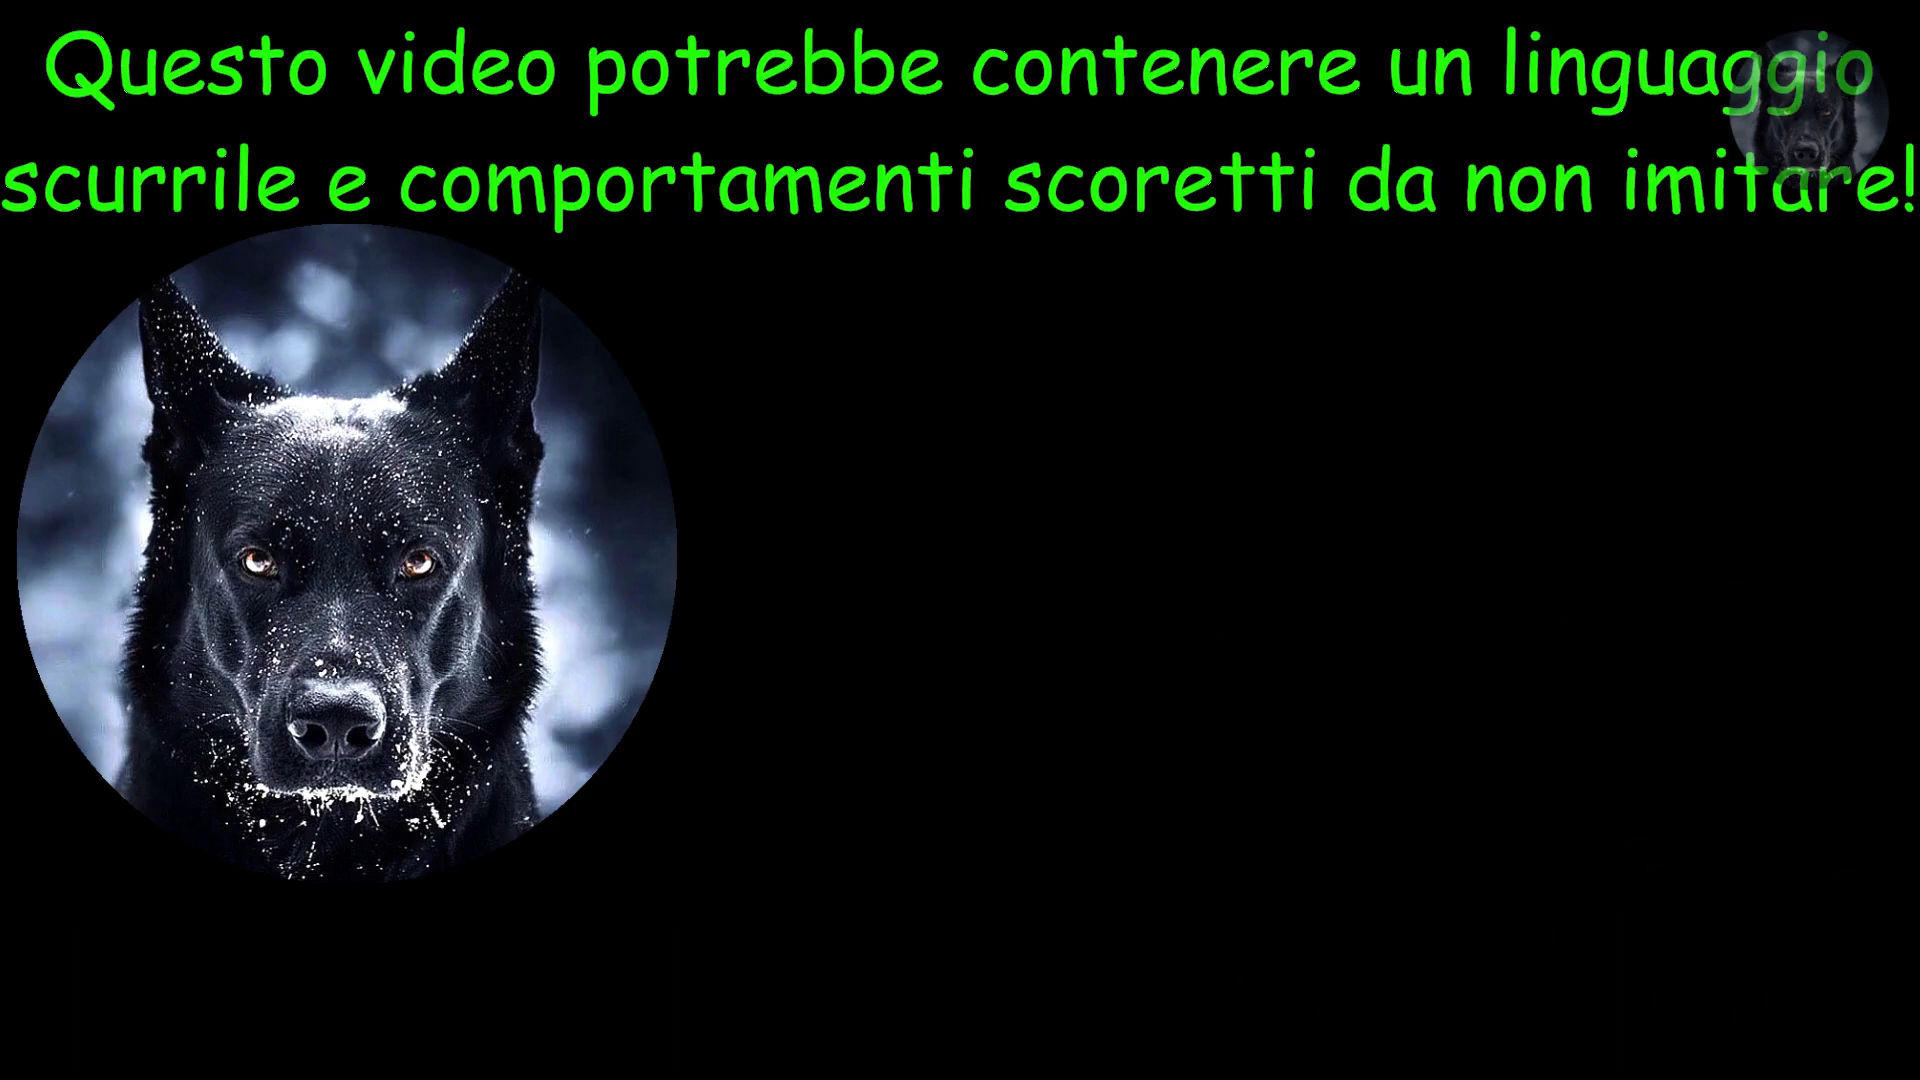 Questo video potrebbe contenere un linguaggio
scurrile e comportamenti scoretti da non imitare!